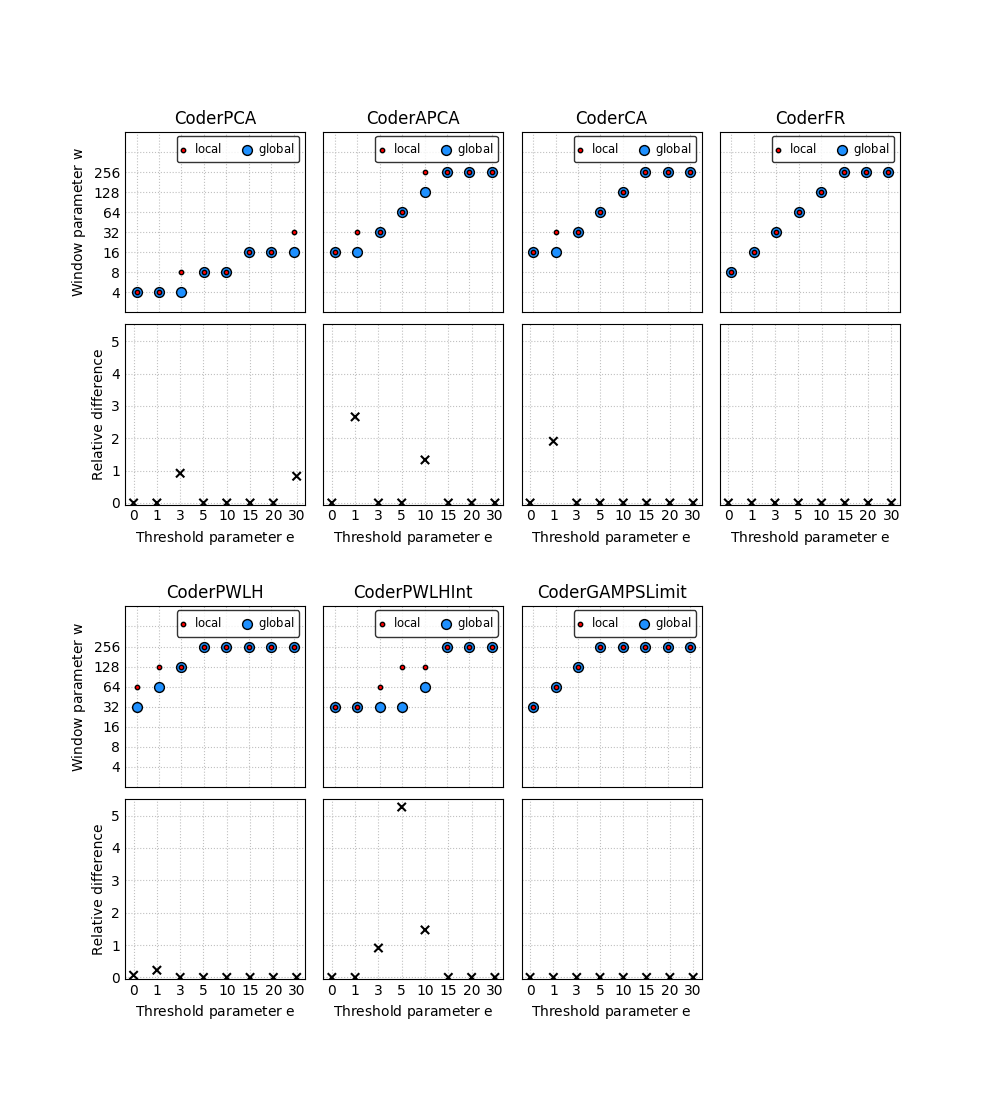 CoderPCA CoderAPCA CoderCA CoderFR
local global local global local global local global
Window parameter w
256
128
64
32
16
8
4
Relative difference
5
4
3
2
1
0
0 1 3 5 10 15 20 30 0 1 3 5 10 15 20 30 0 1 3 5 10 15 20 30 0 1 3 5 10 15 20 30
Threshold parameter e Threshold parameter e Threshold parameter e Threshold parameter e
CoderPWLH CoderPWLHInt CoderGAMPSLimit
local global local global local global
Window parameter w
256
128
64
32
16
8
4
Relative difference
5
4
3
2
1
0
0 1 3 5 10 15 20 30 0 1 3 5 10 15 20 30 0 1 3 5 10 15 20 30
Threshold parameter e Threshold parameter e Threshold parameter e